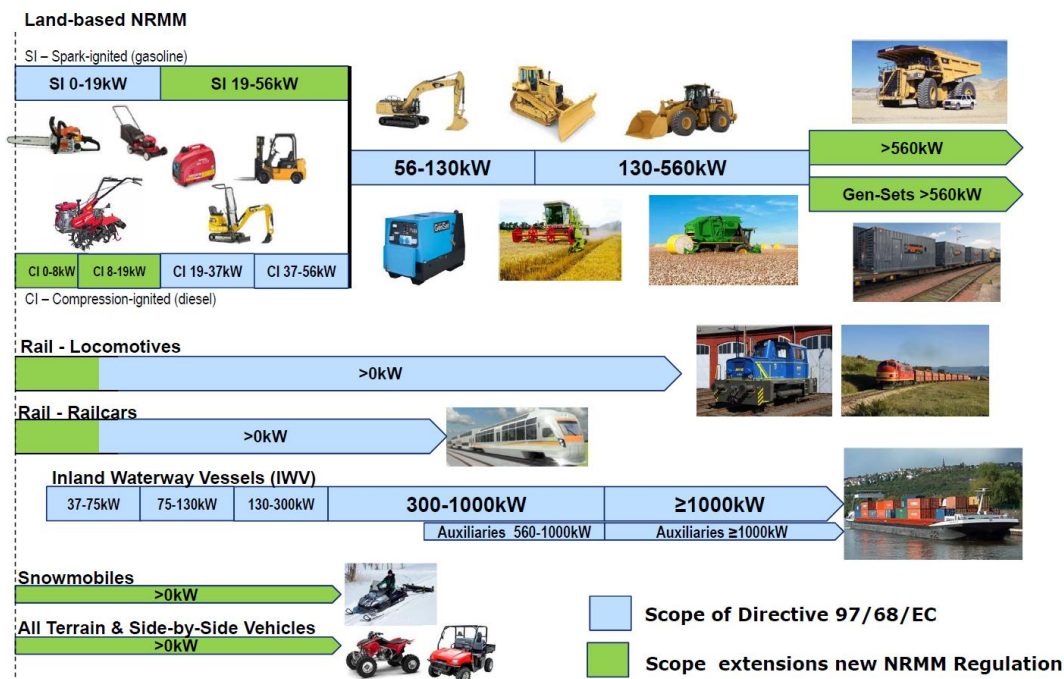 Land-based NRMM
SI – Spark-ignited (gasoline)
SI 0-19kW
SI 19-56kW
56-130kW
130-560kW
>560kW
Gen-Sets >560kW
CI 0-8kW
CI 8-19kW
CI 19-37kW
CI 37-56kW
CI – Compression-ignited (diesel)
Rail - Locomotives
>0kW
Rail - Railcars
>0kW
Inland Waterway Vessels (IWV)
37-75kW
75-130kW
130-300kW
300-1000kW
≥1000kW
Auxiliaries 560-1000kW
Auxiliaries ≥1000kW
Snowmobiles
>0kW
All Terrain & Side-by-Side Vehicles
>0kW
Scope of Directive 97/68/EC
Scope extensions new NRMM Regulation